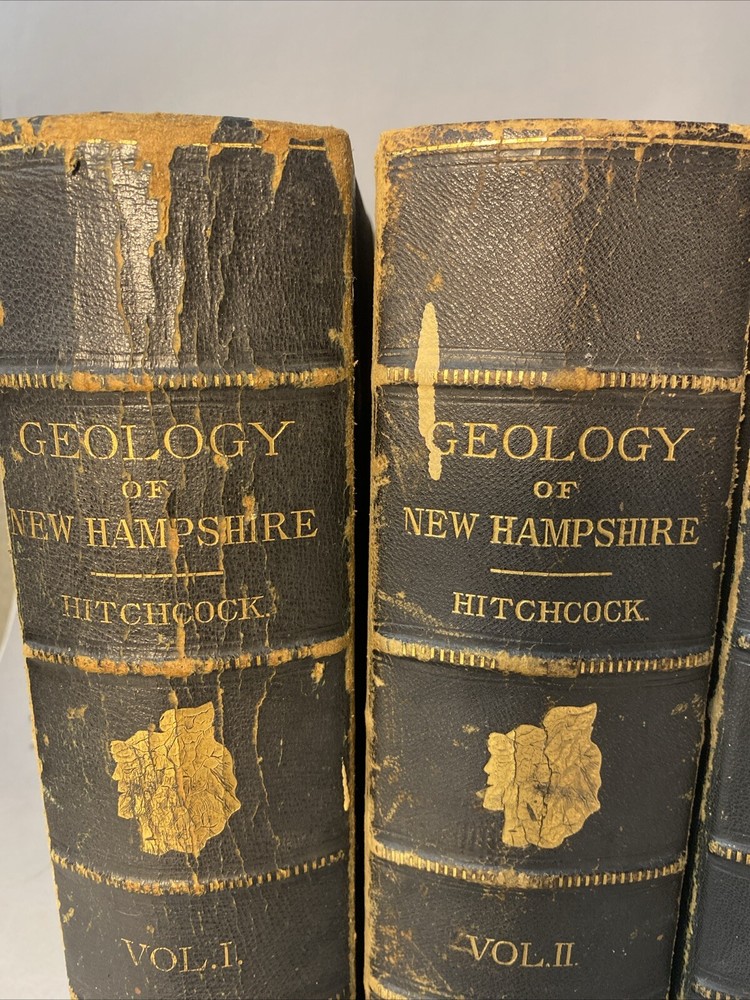 GEOLOGY
OF
NEW HAMPSHIRE
HITCHCOCK.
VOL. I.
GEOLOGY
OF
NEW HAMPSHIRE
HITCHCOCK.
VOL. II.